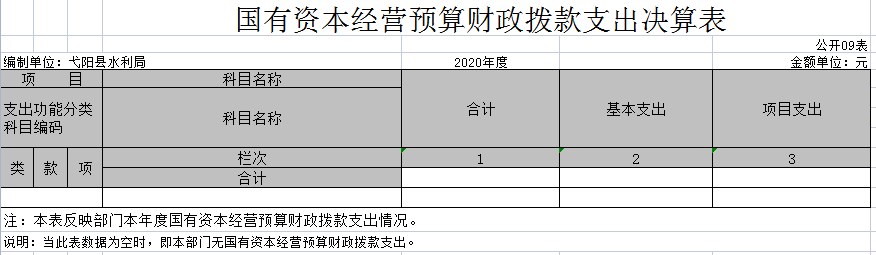 国有资本经营预算财政拨款支出决算表
公开09表
编制单位：弋阳县水利局 2020年度 金额单位：元
项 目 科目名称
支出功能分类科目编码 科目名称 合计 基本支出 项目支出
类 款 项 栏次 1 2 3
合计
注：本表反映部门本年度国有资本经营预算财政拨款支出情况。
说明：当此表数据为空时，即本部门无国有资本经营预算财政拨款支出。